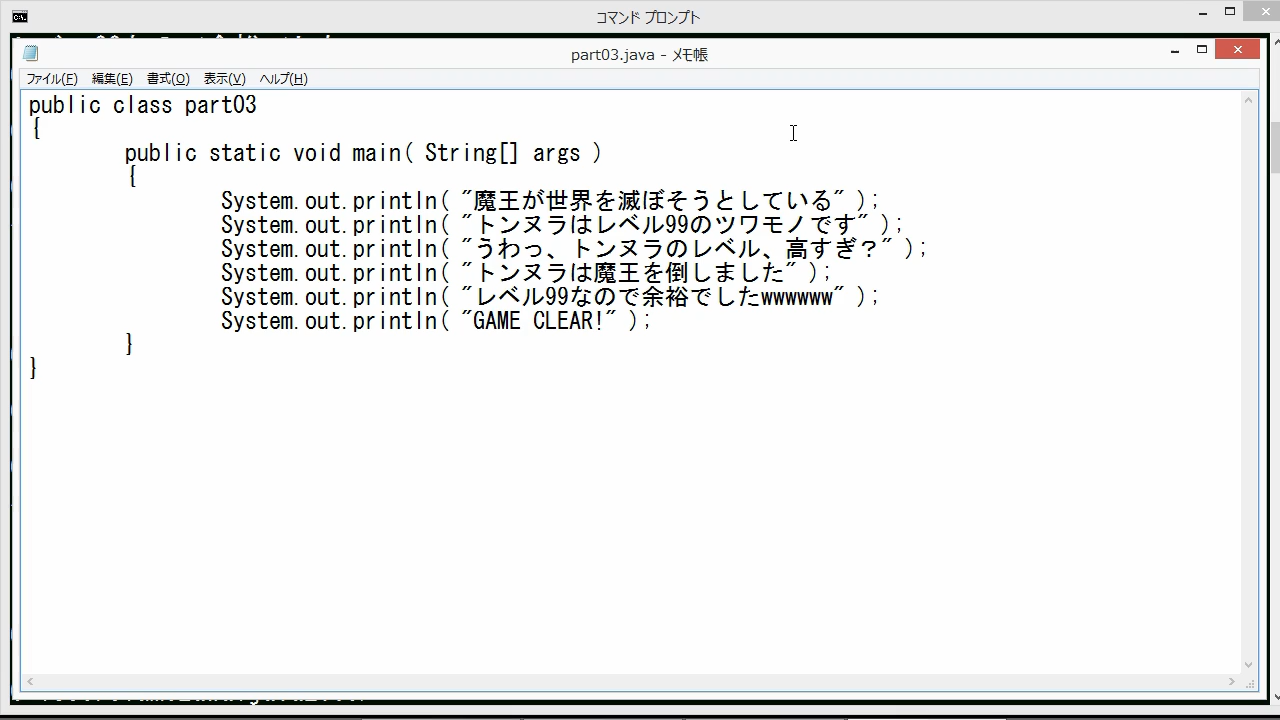 コマンド プロンプト
part03.java - メモ帳
ファイル(F) 編集(E) 書式(O) 表示(V) ヘルプ(H)
public class part03
{
public static void main( String[] args )
{
System.out.println( "魔王が世界を滅ぼそうとしている" );
System.out.println( "トンヌラはレベル99のツワモノです" );
System.out.println( "うわっ、トンヌラのレベル、高すぎ？" );
System.out.println( "トンヌラは魔王を倒しました" );
System.out.println( "レベル99なので余裕でしたwwwwww" );
System.out.println( "GAME CLEAR!" );
}
}